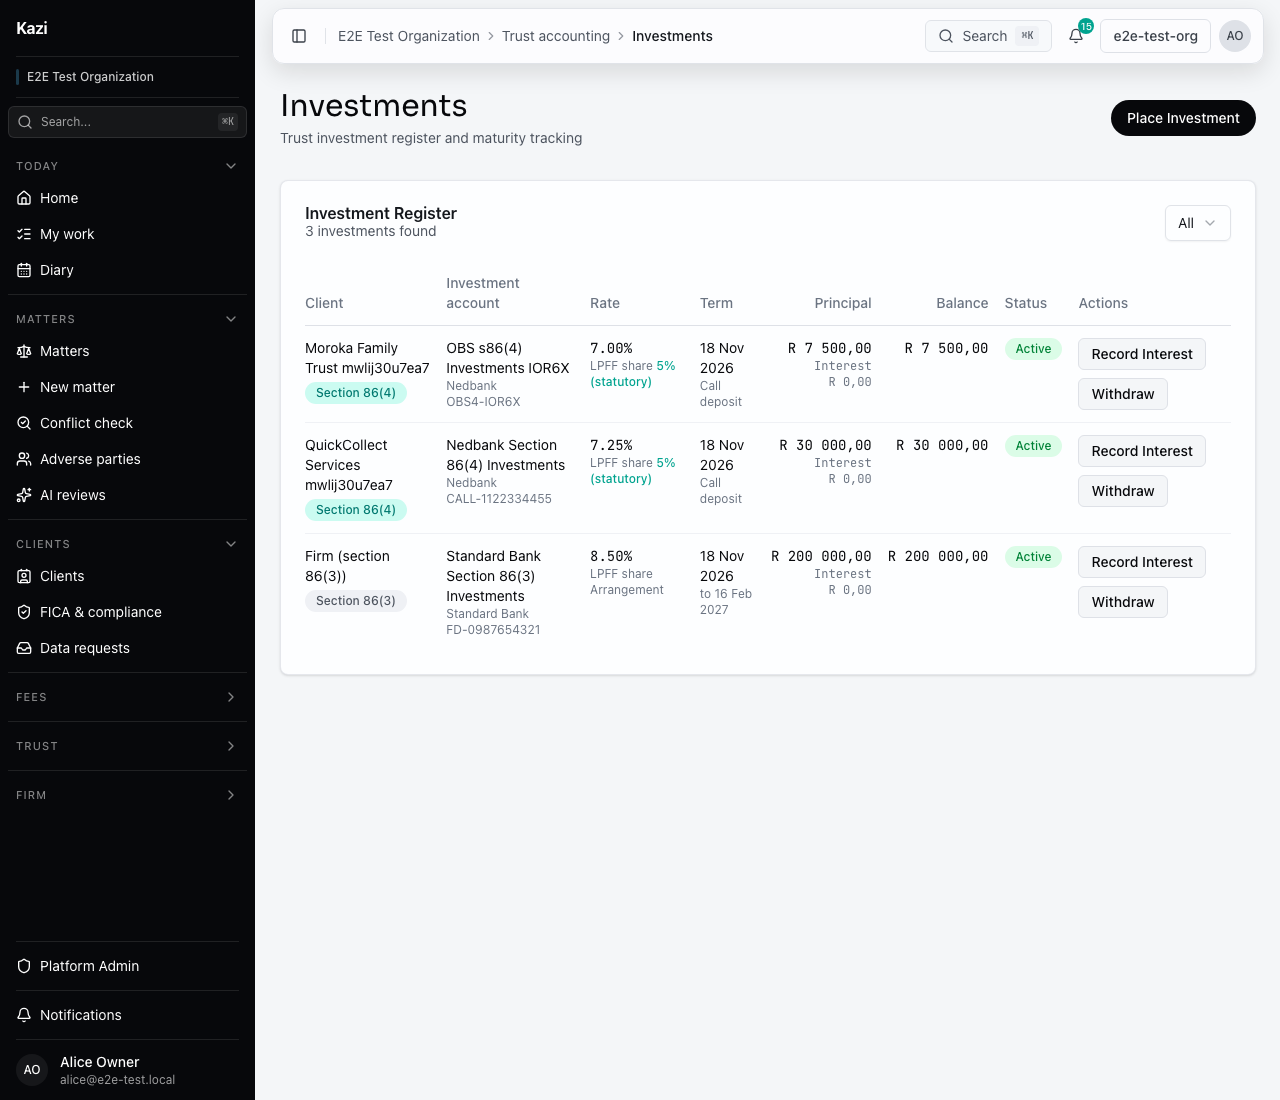 Kazi
E2E Test Organization
Search... ⌘K
TODAY
Home
My work
Diary
MATTERS
Matters
New matter
Conflict check
Adverse parties
AI reviews
CLIENTS
Clients
FICA & compliance
Data requests
FEES
TRUST
FIRM
Platform Admin
Notifications
AO
Alice Owner
alice@e2e-test.local
E2E Test Organization > Trust accounting > Investments
Search ⌘K
15
e2e-test-org
AO
Investments
Trust investment register and maturity tracking
Place Investment
Investment Register
3 investments found
All
Client
Investment
account
Rate
Term
Principal
Balance
Status
Actions
Moroka Family
Trust mwlij30u7ea7
Section 86(4)
OBS s86(4)
Investments IOR6X
Nedbank
OBS4-IOR6X
7.00%
LPFF share 5%
(statutory)
18 Nov
2026
Call
deposit
R 7 500,00
Interest
R 0,00
R 7 500,00
Active
Record Interest
Withdraw
QuickCollect
Services
mwlij30u7ea7
Section 86(4)
Nedbank Section
86(4) Investments
Nedbank
CALL-1122334455
7.25%
LPFF share 5%
(statutory)
18 Nov
2026
Call
deposit
R 30 000,00
Interest
R 0,00
R 30 000,00
Active
Record Interest
Withdraw
Firm (section
86(3))
Section 86(3)
Standard Bank
Section 86(3)
Investments
Standard Bank
FD-0987654321
8.50%
LPFF share
Arrangement
18 Nov
2026
to 16 Feb
2027
R 200 000,00
Interest
R 0,00
R 200 000,00
Active
Record Interest
Withdraw